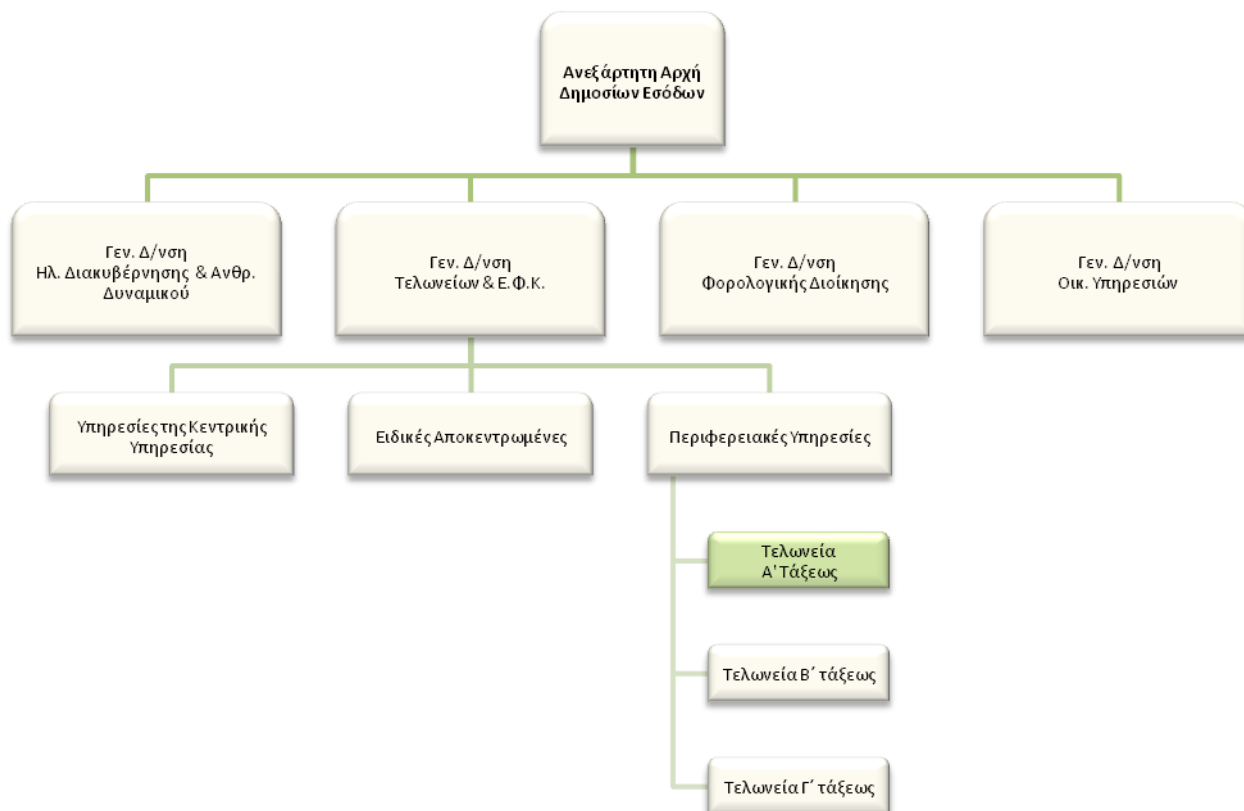 Ανεξάρτητη Αρχή
Δημοσίων Εσόδων
Γεν. Δ/νση
Ηλ. Διακυβέρνησης & Ανθρ.
Δυναμικού
Γεν. Δ/νση
Τελωνείων & Ε.Φ.Κ.
Γεν. Δ/νση
Φορολογικής Διοίκησης
Γεν. Δ/νση
Οικ. Υπηρεσιών
Υπηρεσίες της Κεντρικής
Υπηρεσίας
Ειδικές Αποκεντρωμένες
Περιφερειακές Υπηρεσίες
Τελωνεία
Α' Τάξεως
Τελωνεία Β΄ τάξεως
Τελωνεία Γ΄ τάξεως